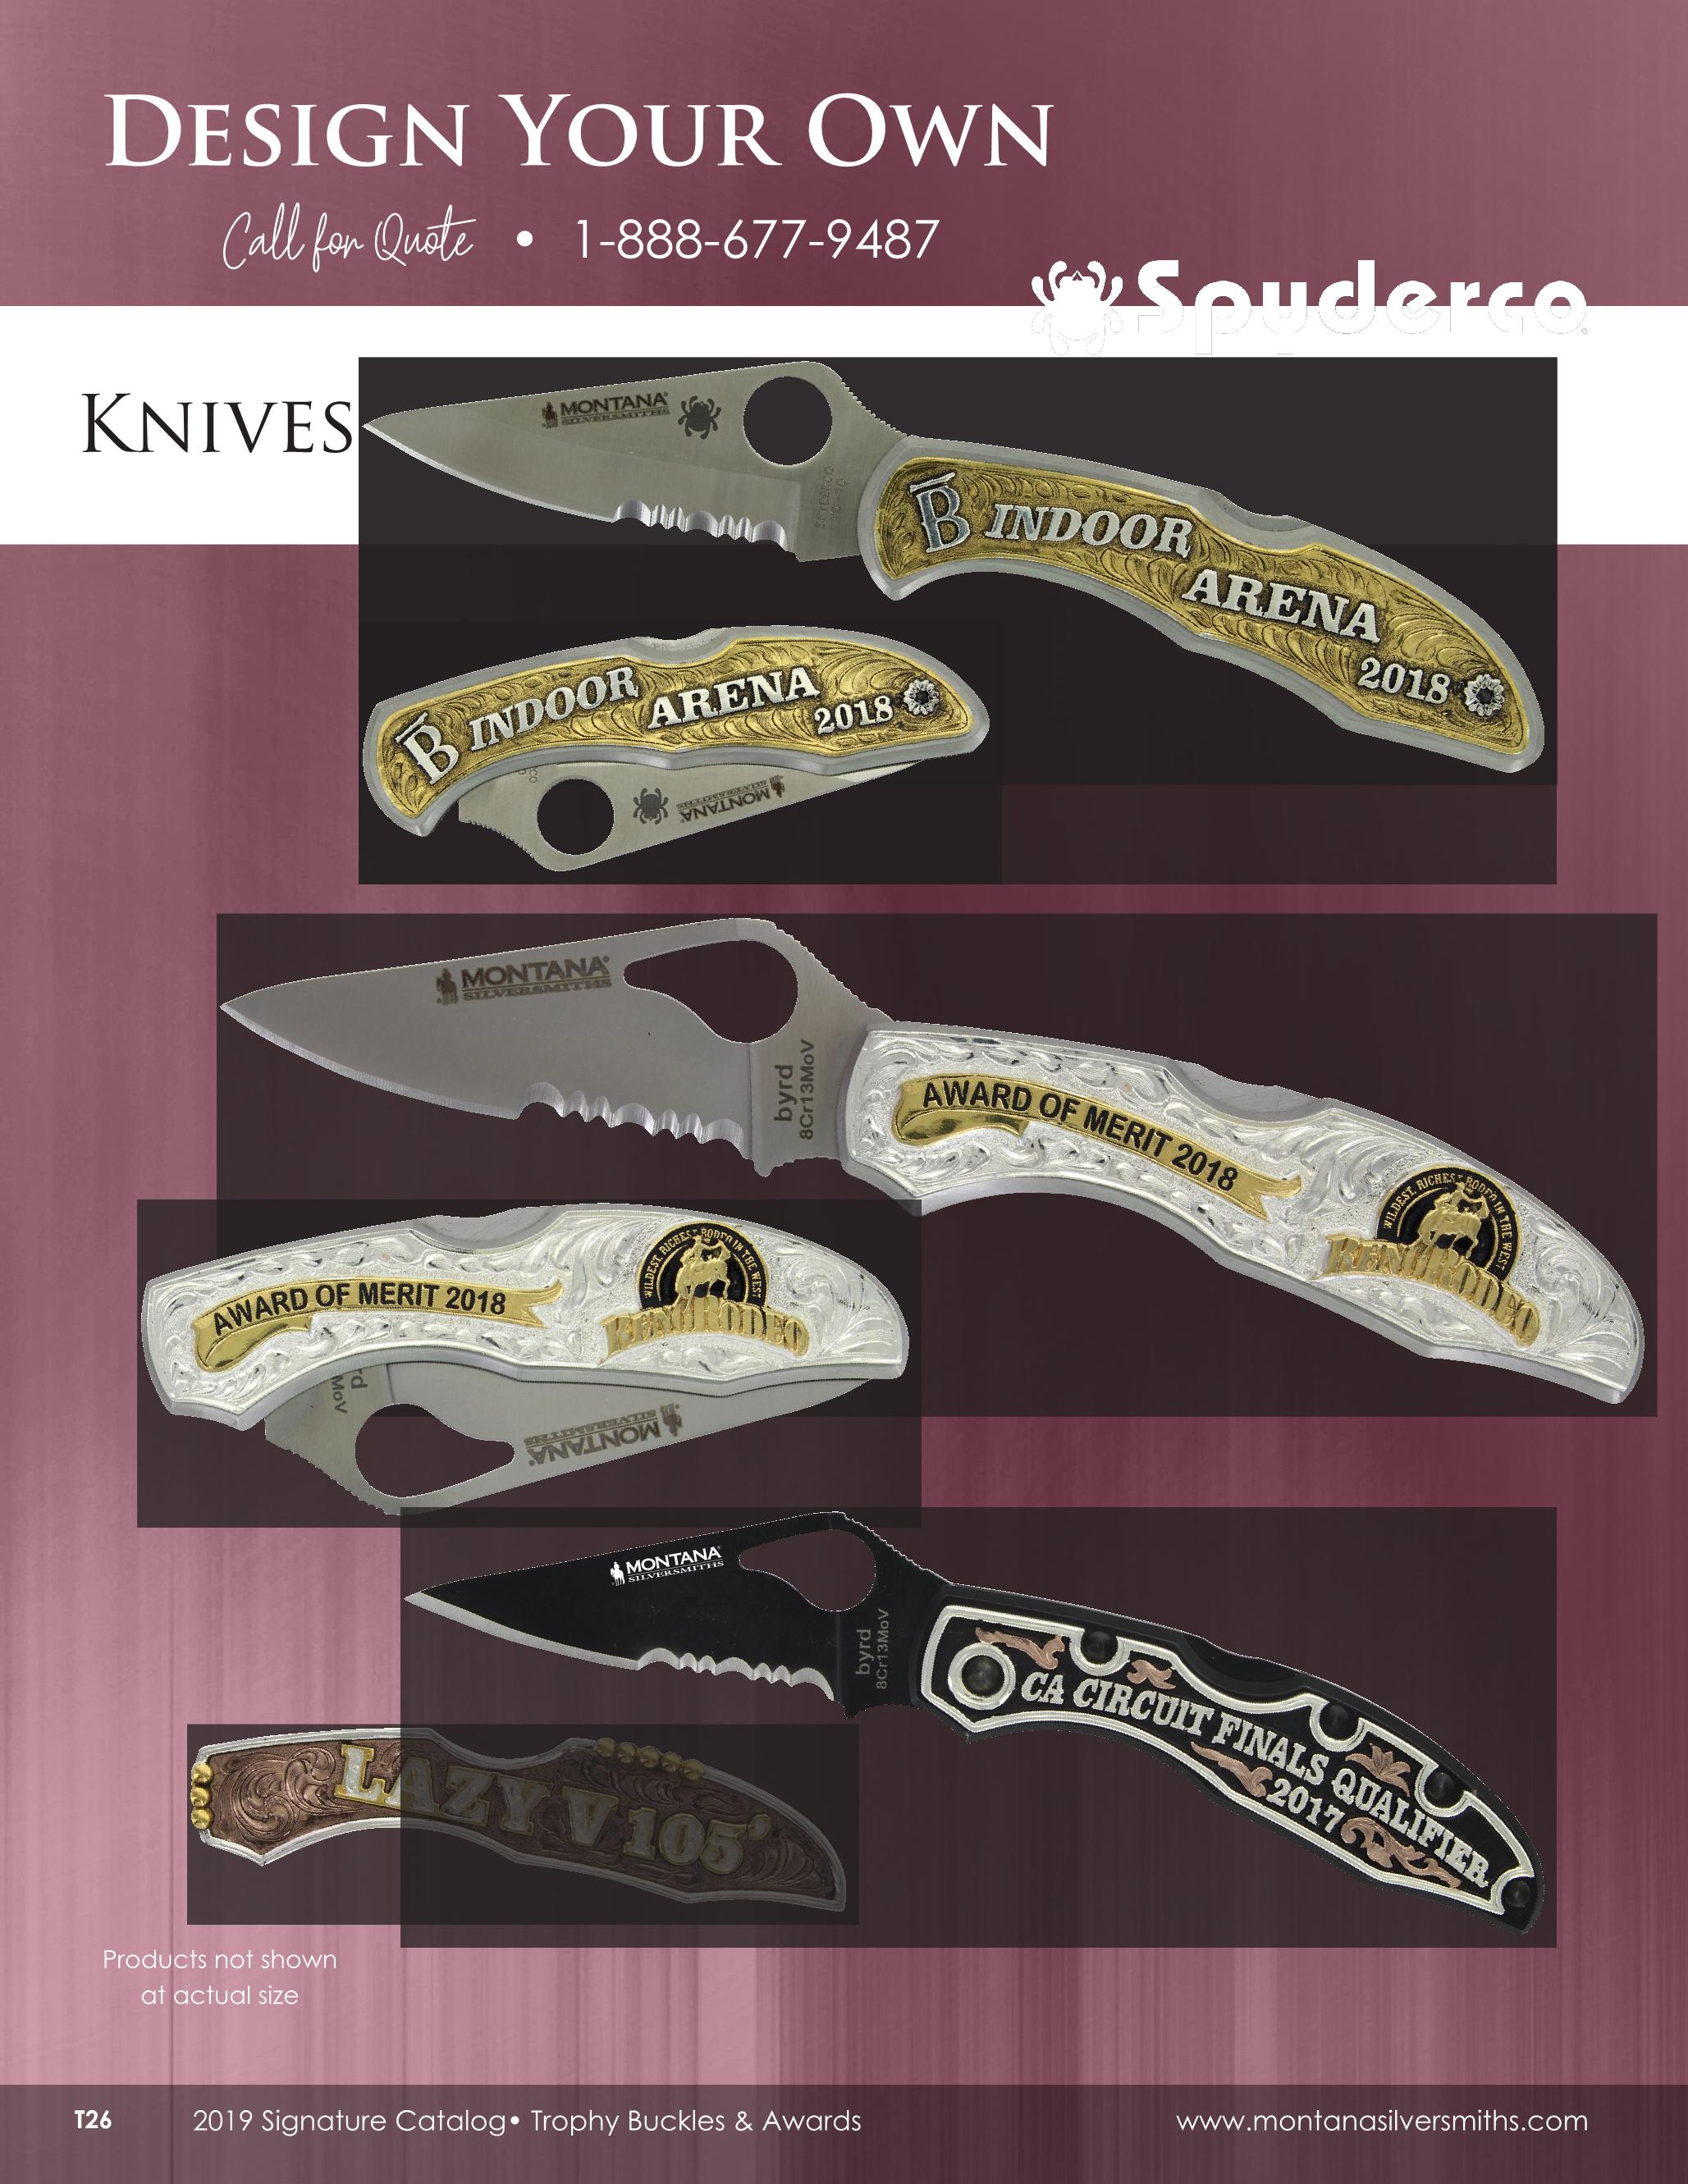 DESIGN YOUR OWN
Call for Quote • 1-888-677-9487
Spyderco
KNIVES
MONTANA
SILVERSMITHS
SPYDERCO
B INDOOR
ARENA
2018
B INDOOR ARENA
2018
MONTANA
SILVERSMITHS
MONTANA
SILVERSMITHS
byrd
8Cr13MoV
AWARD OF MERIT 2018
WILDEST, RICHEST RODEO IN THE WEST
RENO RODEO
AWARD OF MERIT 2018
WILDEST, RICHEST RODEO IN THE WEST
RENO RODEO
rd
MoV
MONTANA
SILVERSMITHS
MONTANA
SILVERSMITHS
byrd
8Cr13MoV
CA CIRCUIT FINALS QUALIFIER
2017
LAZY V 105'
Products not shown
at actual size
T26 2019 Signature Catalog• Trophy Buckles & Awards www.montanasilversmiths.com